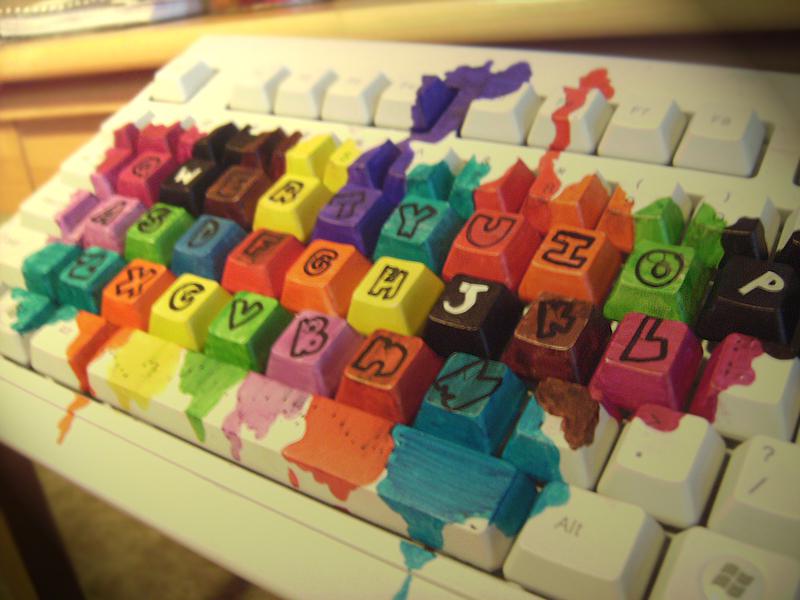 F7 F8
Q W E R T Y U I O P
A S D F G H J K L
Z X C V B N M . ? /
Alt